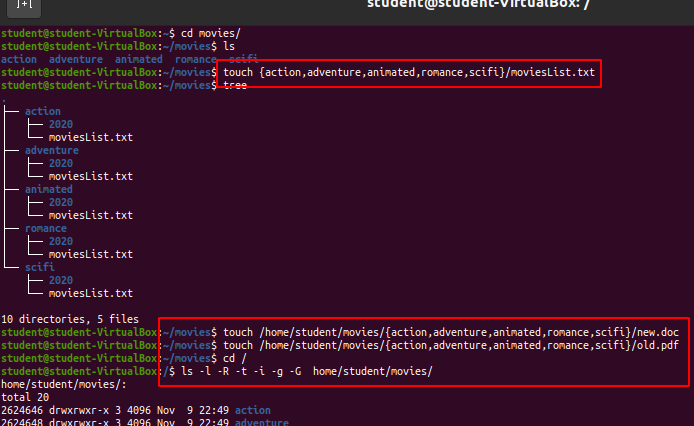 student@student-VirtualBox: /
student@student-VirtualBox:~$ cd movies/
student@student-VirtualBox:~/movies$ ls
action  adventure  animated  romance  scifi
student@student-VirtualBox:~/movies$ touch {action,adventure,animated,romance,scifi}/moviesList.txt
student@student-VirtualBox:~/movies$ tree
.
├── action
│   ├── 2020
│   └── moviesList.txt
├── adventure
│   ├── 2020
│   └── moviesList.txt
├── animated
│   ├── 2020
│   └── moviesList.txt
├── romance
│   ├── 2020
│   └── moviesList.txt
└── scifi
    ├── 2020
    └── moviesList.txt
10 directories, 5 files
student@student-VirtualBox:~/movies$ touch /home/student/movies/{action,adventure,animated,romance,scifi}/new.doc
student@student-VirtualBox:~/movies$ touch /home/student/movies/{action,adventure,animated,romance,scifi}/old.pdf
student@student-VirtualBox:~/movies$ cd /
student@student-VirtualBox:/$ ls -l -R -t -i -g -G  home/student/movies/
home/student/movies/:
total 20
2624646 drwxrwxr-x 3 4096 Nov  9 22:49 action
2624648 drwxrwxr-x 3 4096 Nov  9 22:49 adventure